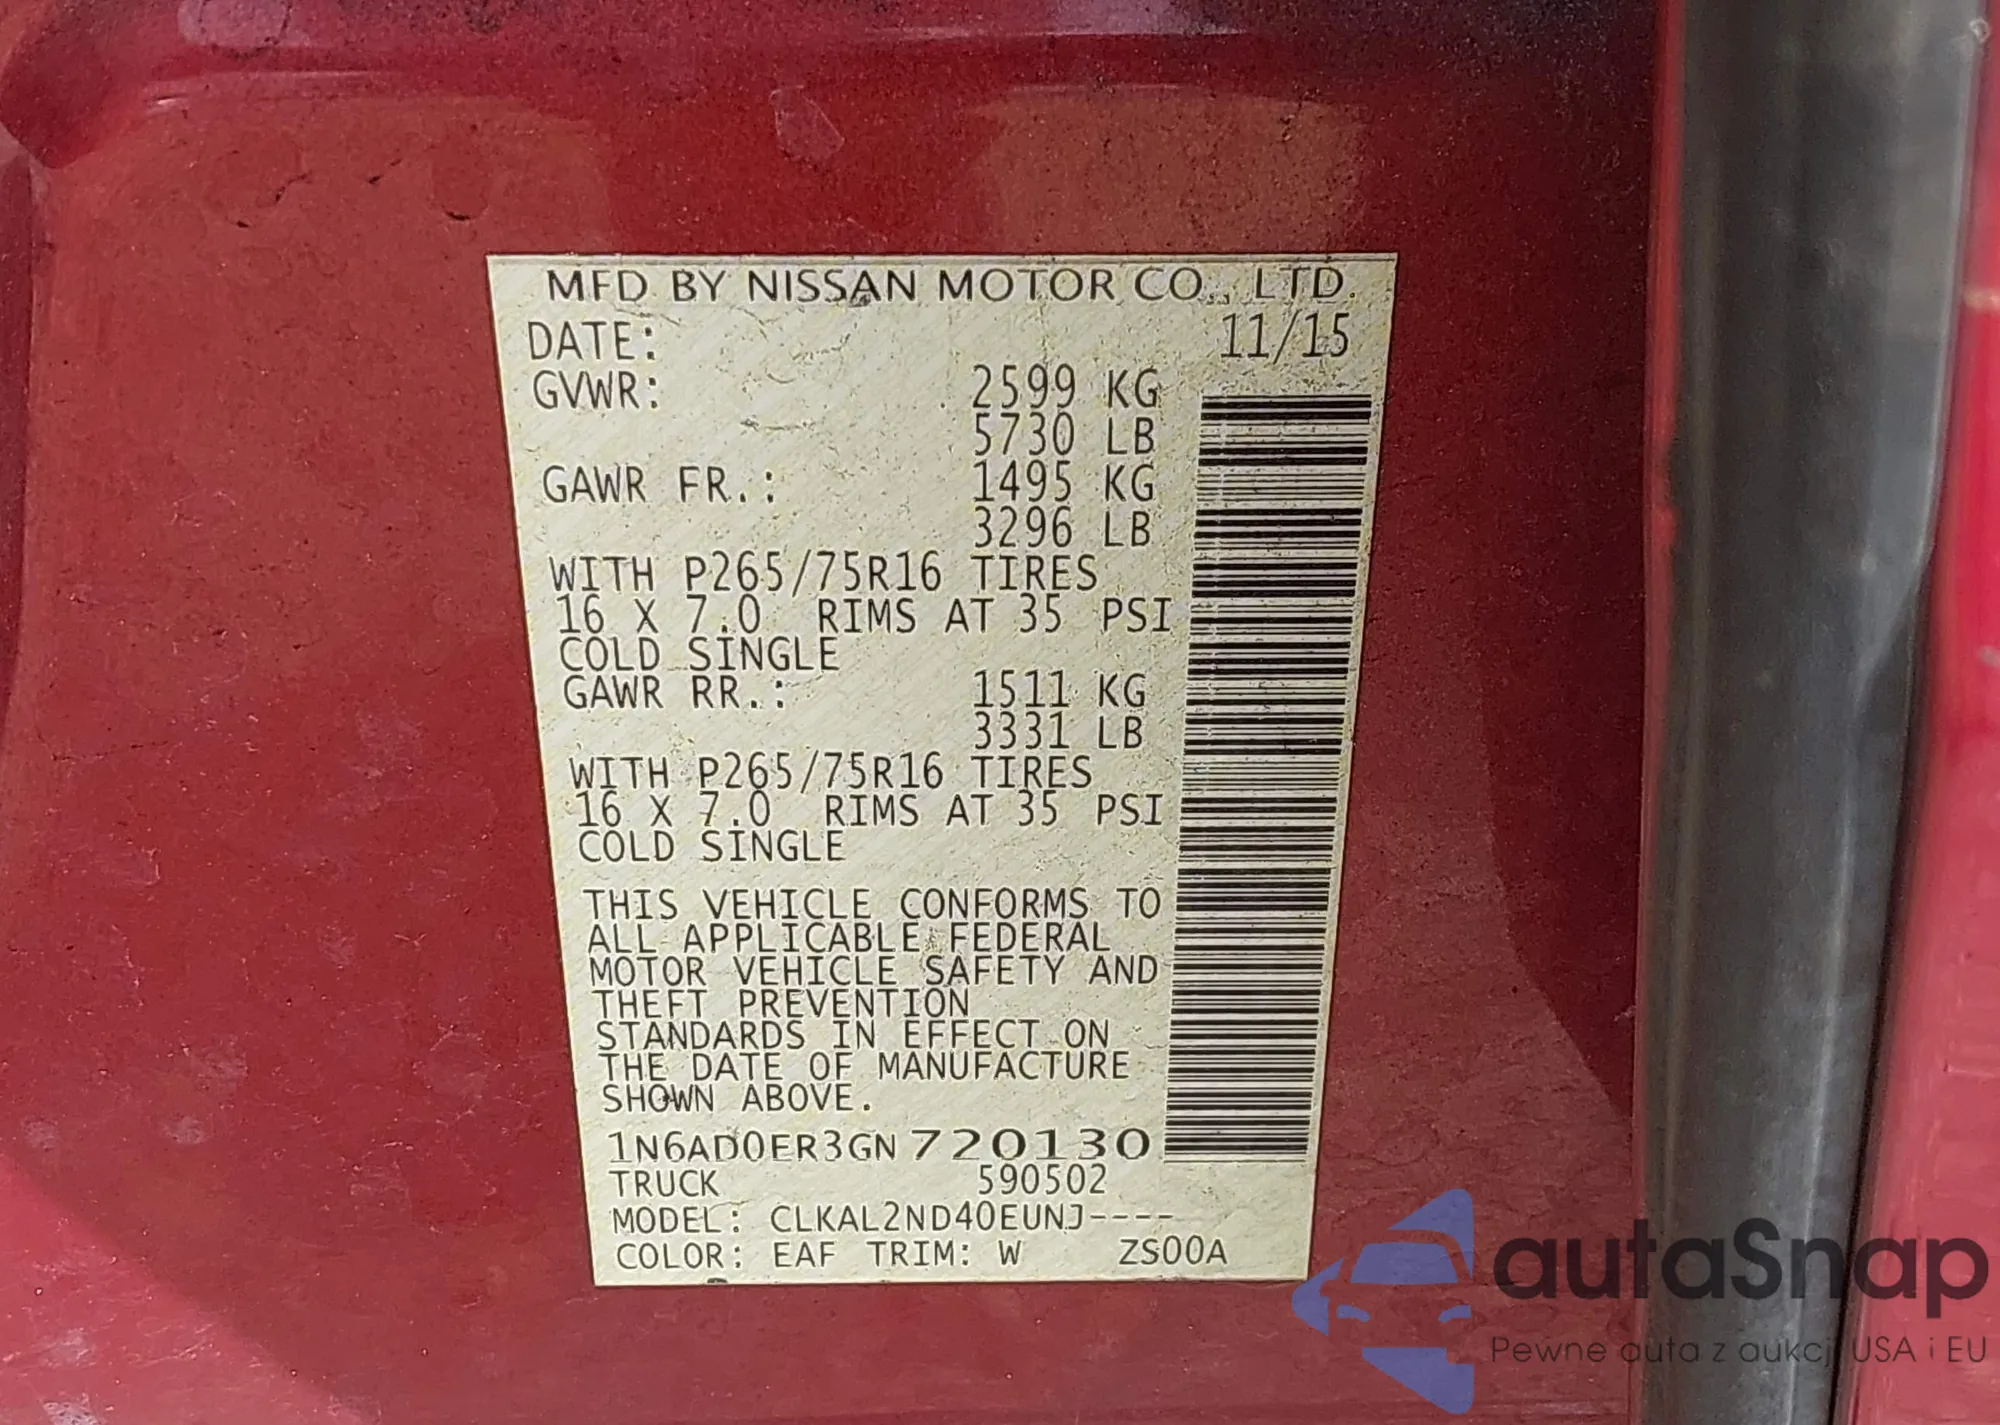 MFD BY NISSAN MOTOR CO., LTD.
DATE: 11/15
GVWR: 2599 KG
5730 LB
GAWR FR.: 1495 KG
3296 LB
WITH P265/75R16 TIRES
16 X 7.0 RIMS AT 35 PSI
COLD SINGLE
GAWR RR.: 1511 KG
3331 LB
WITH P265/75R16 TIRES
16 X 7.0 RIMS AT 35 PSI
COLD SINGLE
THIS VEHICLE CONFORMS TO
ALL APPLICABLE FEDERAL
MOTOR VEHICLE SAFETY AND
THEFT PREVENTION
STANDARDS IN EFFECT ON
THE DATE OF MANUFACTURE
SHOWN ABOVE.
1N6AD0ER3GN720130
TRUCK 590502
MODEL: CLKAL2ND40EUNJ----
COLOR: EAF TRIM: W ZS00A
autaSnap
Pewne auta z aukcji USA i EU